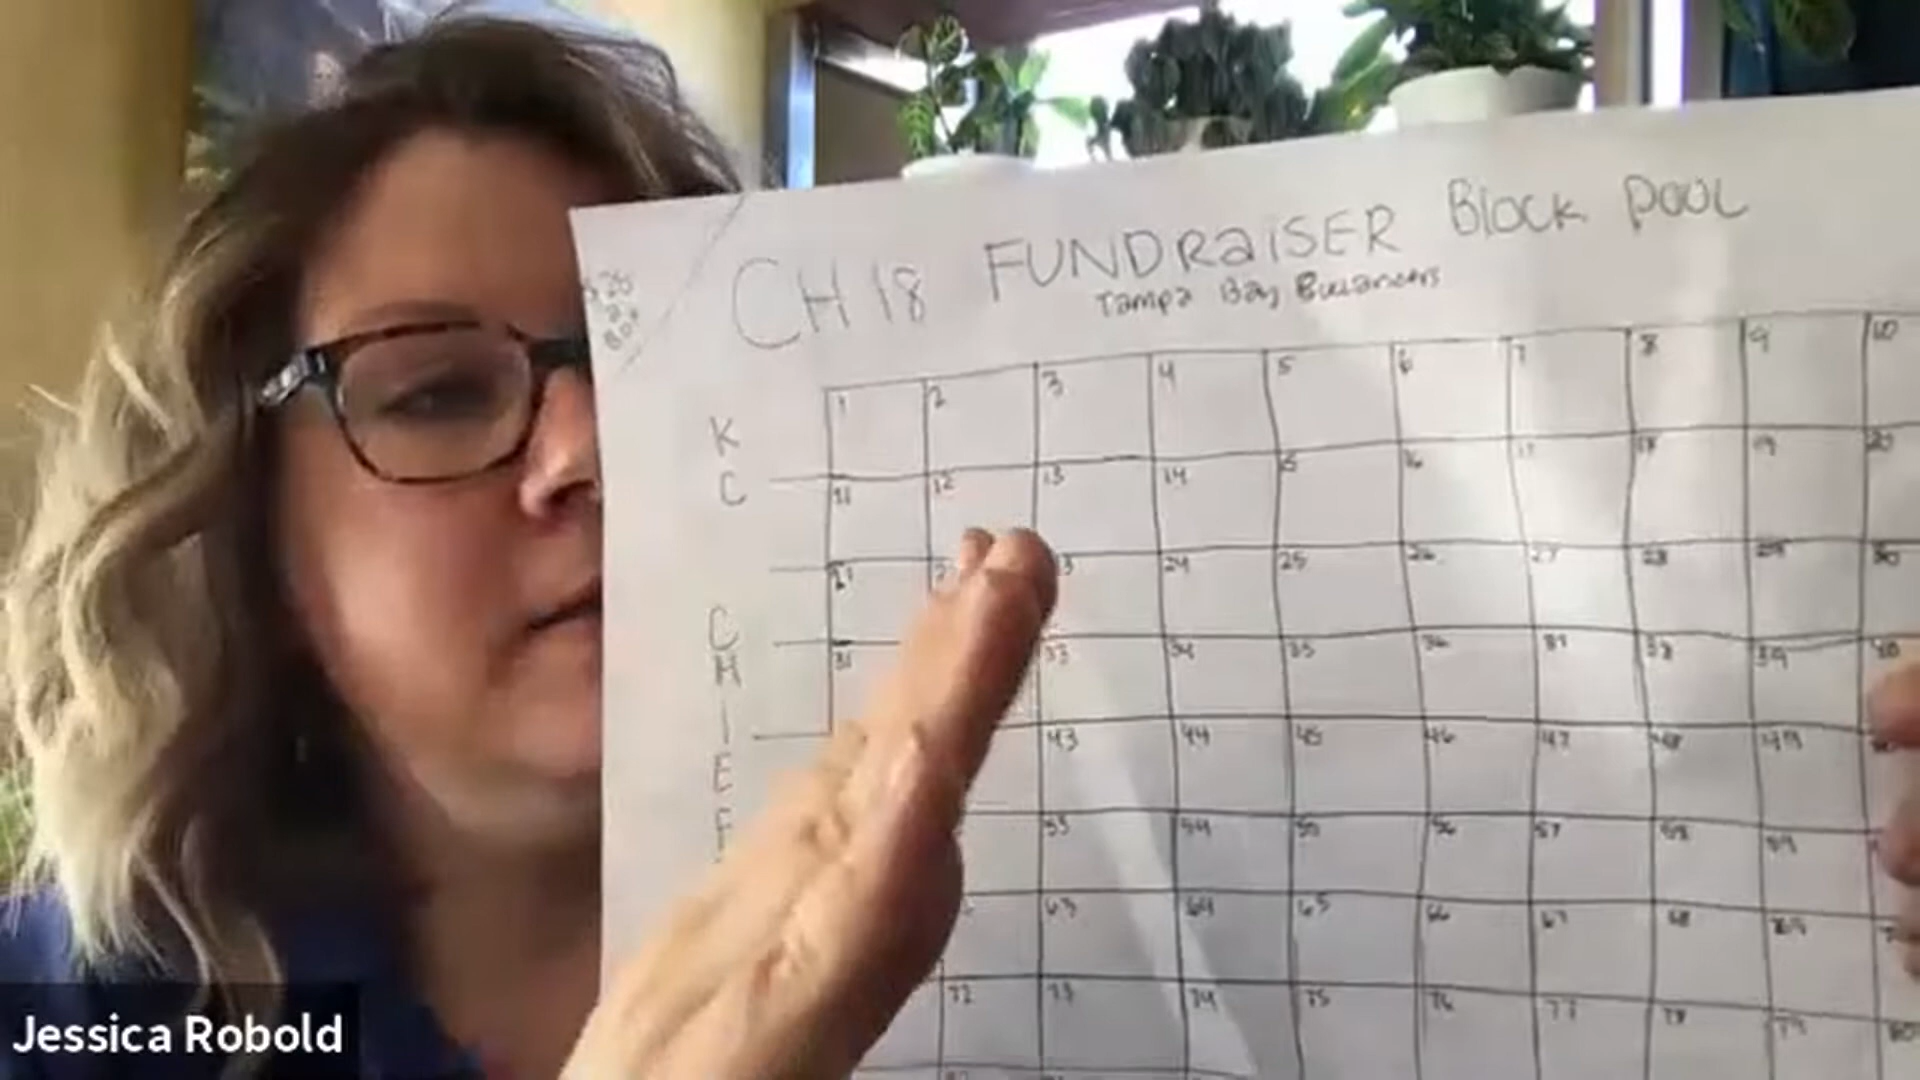 CH 18 FUNDRaiSER Block POOL
Tampa Bay
BOX
1 2 3 4 5 6 7 8 9 10
K
C
11 12 13 14 15 16 17 18 19 20
21 24 25 26 27 28 29 30
C
H
I
E
F
31 33 34 35 36 37 38 39 40
43 44 45 46 47 48 49
53 54 55 56 57 58 59
63 64 65 66 67 68 69
72 73 74 75 76 77 78 79 80
Jessica Robold